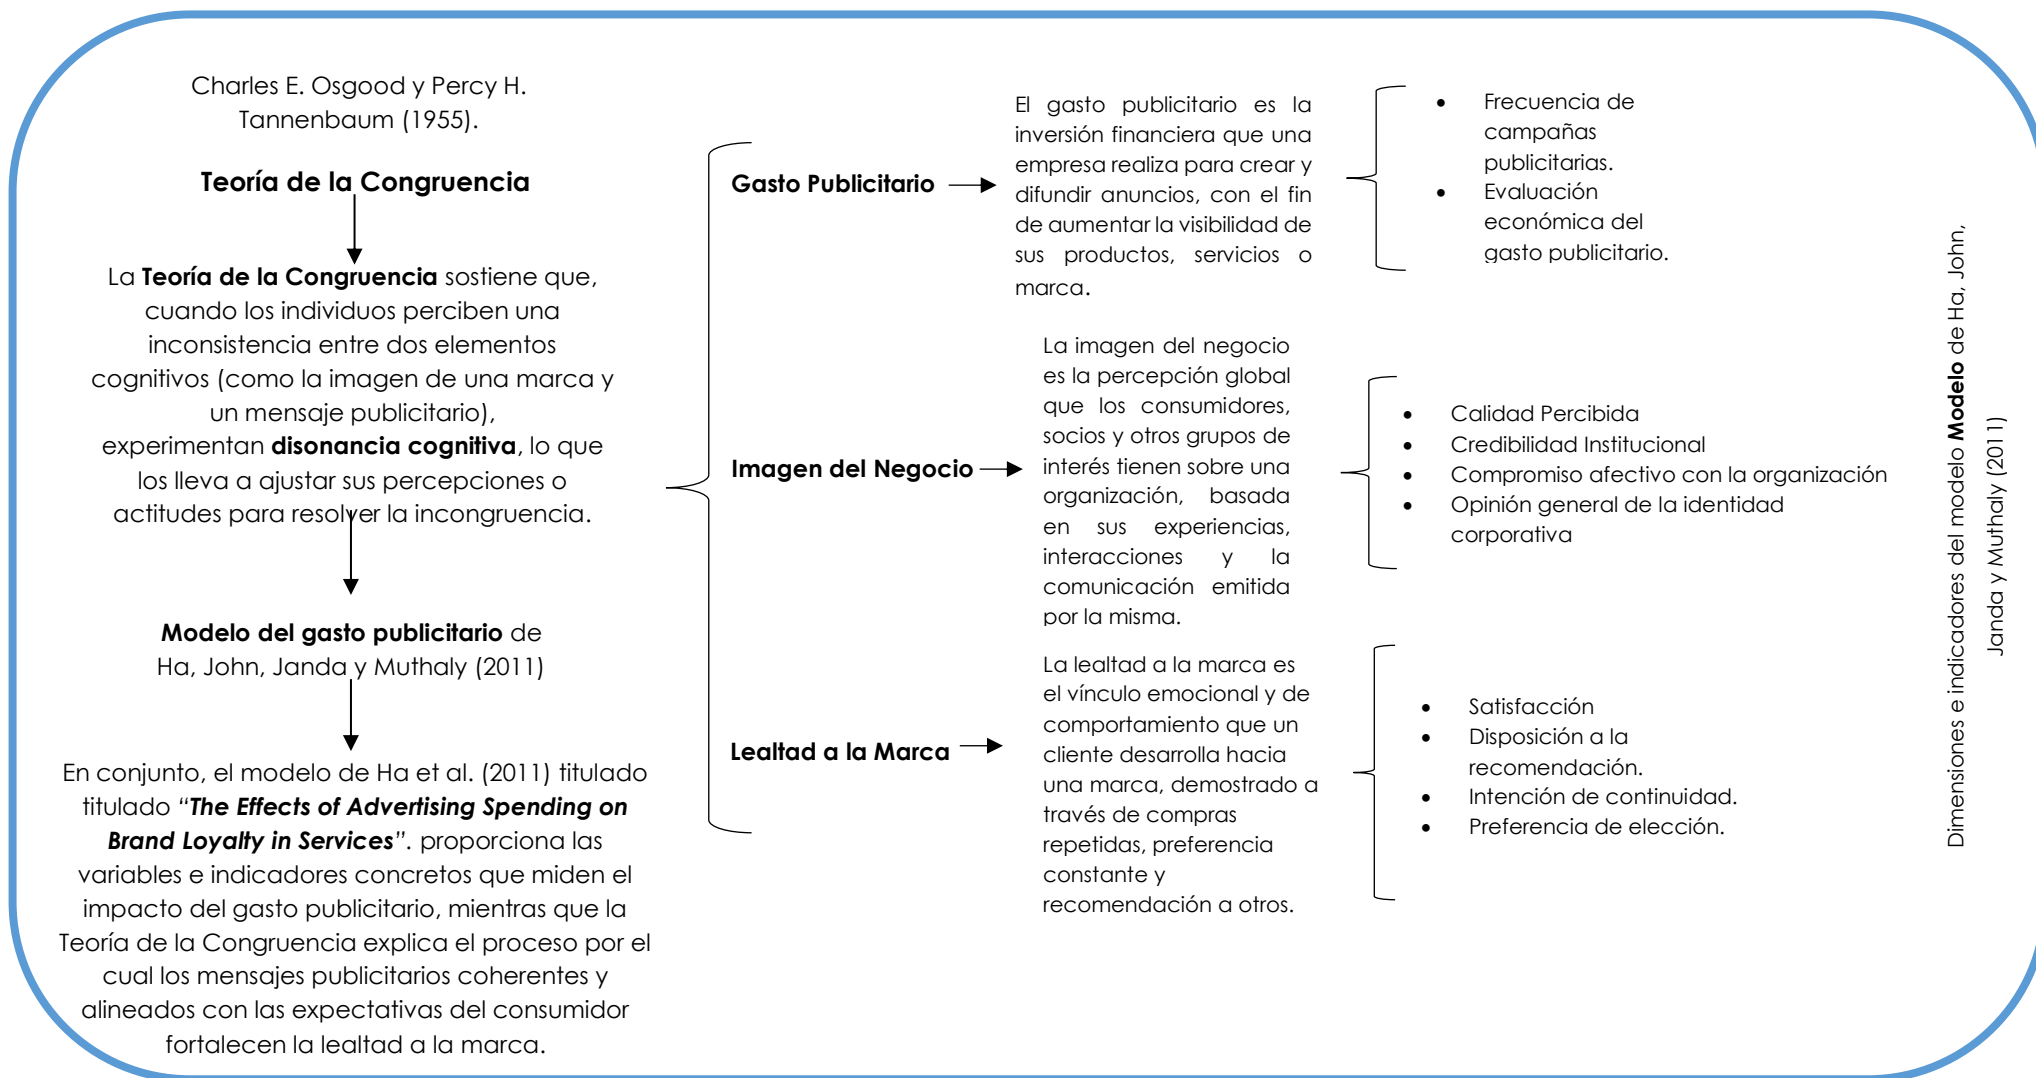 Charles E. Osgood y Percy H.
Tannenbaum (1955).
Teoría de la Congruencia
La Teoría de la Congruencia sostiene que,
cuando los individuos perciben una
inconsistencia entre dos elementos
cognitivos (como la imagen de una marca y
un mensaje publicitario),
experimentan disonancia cognitiva, lo que
los lleva a ajustar sus percepciones o
actitudes para resolver la incongruencia.
Modelo del gasto publicitario de
Ha, John, Janda y Muthaly (2011)
En conjunto, el modelo de Ha et al. (2011) titulado
titulado “The Effects of Advertising Spending on
Brand Loyalty in Services”. proporciona las
variables e indicadores concretos que miden el
impacto del gasto publicitario, mientras que la
Teoría de la Congruencia explica el proceso por el
cual los mensajes publicitarios coherentes y
alineados con las expectativas del consumidor
fortalecen la lealtad a la marca.
Gasto Publicitario
El gasto publicitario es la
inversión financiera que una
empresa realiza para crear y
difundir anuncios, con el fin
de aumentar la visibilidad de
sus productos, servicios o
marca.
• Frecuencia de
campañas
publicitarias.
• Evaluación
económica del
gasto publicitario.
Imagen del Negocio
La imagen del negocio
es la percepción global
que los consumidores,
socios y otros grupos de
interés tienen sobre una
organización, basada
en sus experiencias,
interacciones y la
comunicación emitida
por la misma.
• Calidad Percibida
• Credibilidad Institucional
• Compromiso afectivo con la organización
• Opinión general de la identidad
corporativa
Lealtad a la Marca
La lealtad a la marca es
el vínculo emocional y de
comportamiento que un
cliente desarrolla hacia
una marca, demostrado a
través de compras
repetidas, preferencia
constante y
recomendación a otros.
• Satisfacción
• Disposición a la
recomendación.
• Intención de continuidad.
• Preferencia de elección.
Dimensiones e indicadores del modelo Modelo de Ha, John,
Janda y Muthaly (2011)